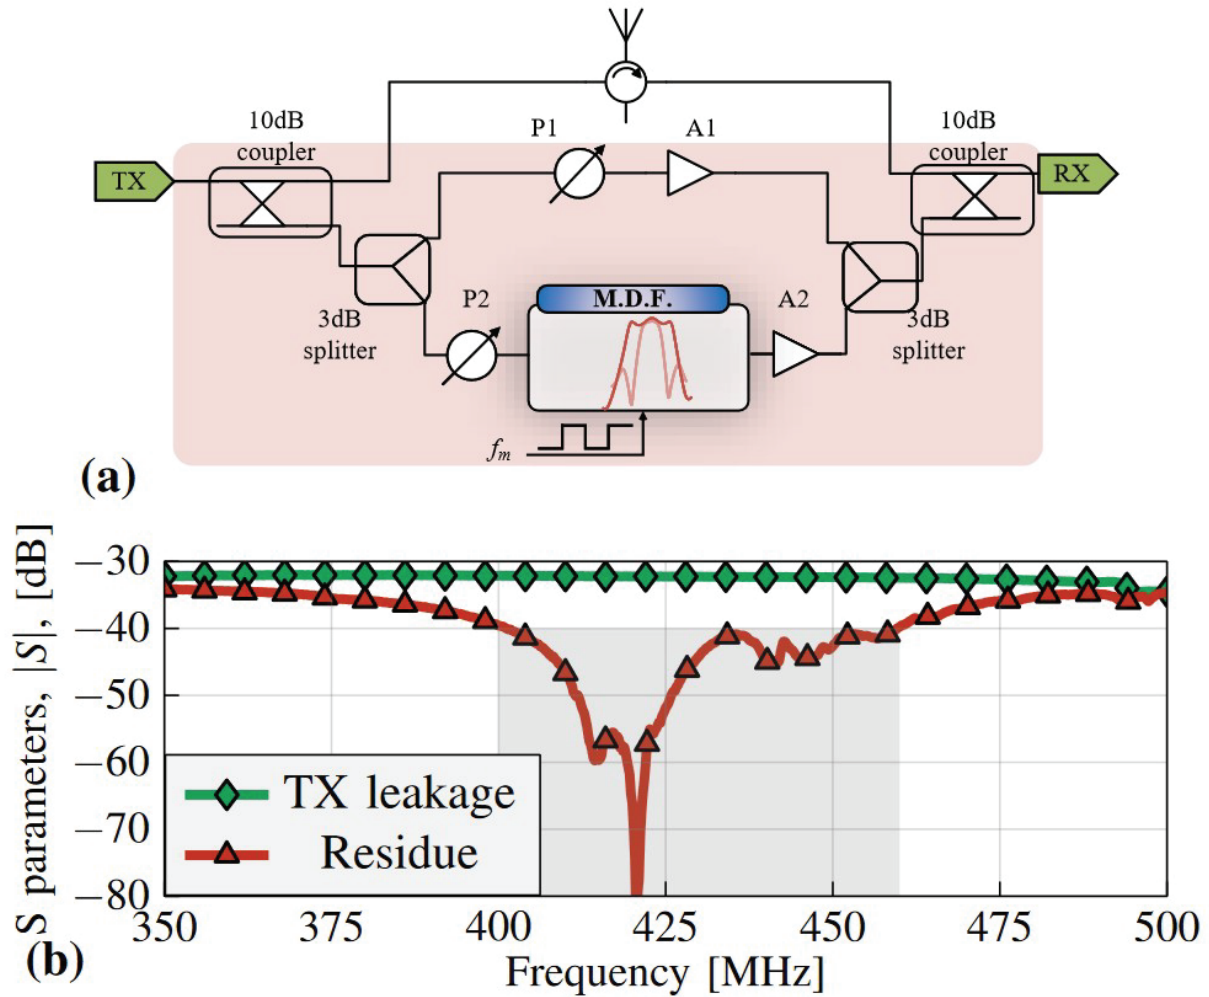 10dB
coupler
P1
A1
10dB
coupler
TX
RX
3dB
splitter
P2
M.D.F.
A2
3dB
splitter
fm
(a)
S parameters, |S|, [dB]
−30
−40
−50
−60
−70
−80
TX leakage
Residue
350
375
400
425
450
475
500
Frequency [MHz]
(b)